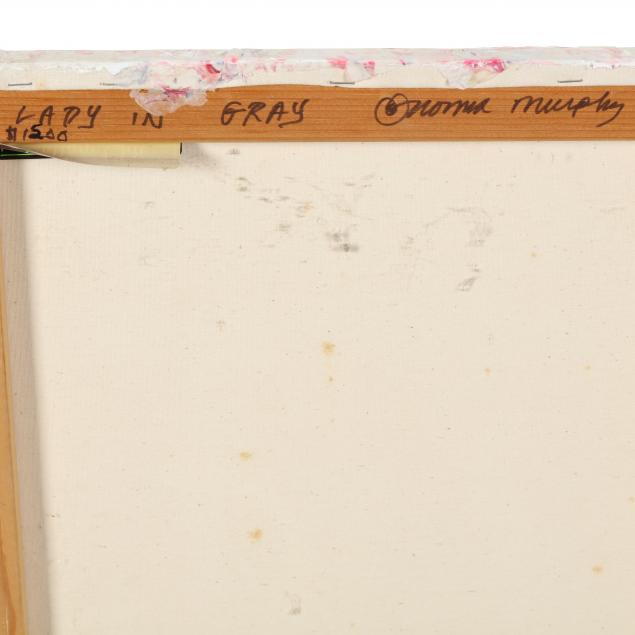 LADY IN GRAY © norma murphy
$1500